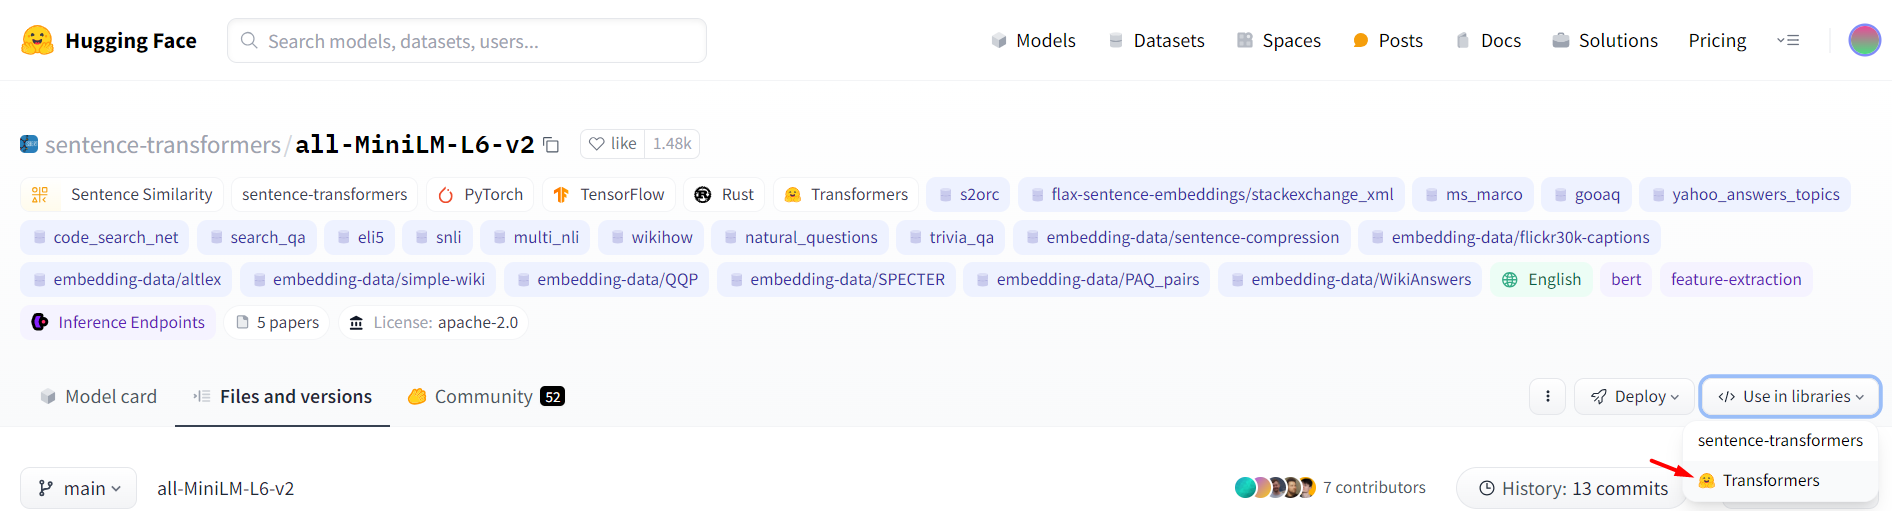 Hugging Face Search models, datasets, users... Models Datasets Spaces Posts Docs Solutions Pricing
sentence-transformers/all-MiniLM-L6-v2 like 1.48k
Sentence Similarity sentence-transformers PyTorch TensorFlow Rust Transformers s2orc flax-sentence-embeddings/stackexchange_xml ms_marco gooaq yahoo_answers_topics
code_search_net search_qa eli5 snli multi_nli wikihow natural_questions trivia_qa embedding-data/sentence-compression embedding-data/flickr30k-captions
embedding-data/altlex embedding-data/simple-wiki embedding-data/QQP embedding-data/SPECTER embedding-data/PAQ_pairs embedding-data/WikiAnswers English bert feature-extraction
Inference Endpoints 5 papers License: apache-2.0
Model card Files and versions Community 52 Deploy </> Use in libraries
sentence-transformers
Transformers
main all-MiniLM-L6-v2 7 contributors History: 13 commits